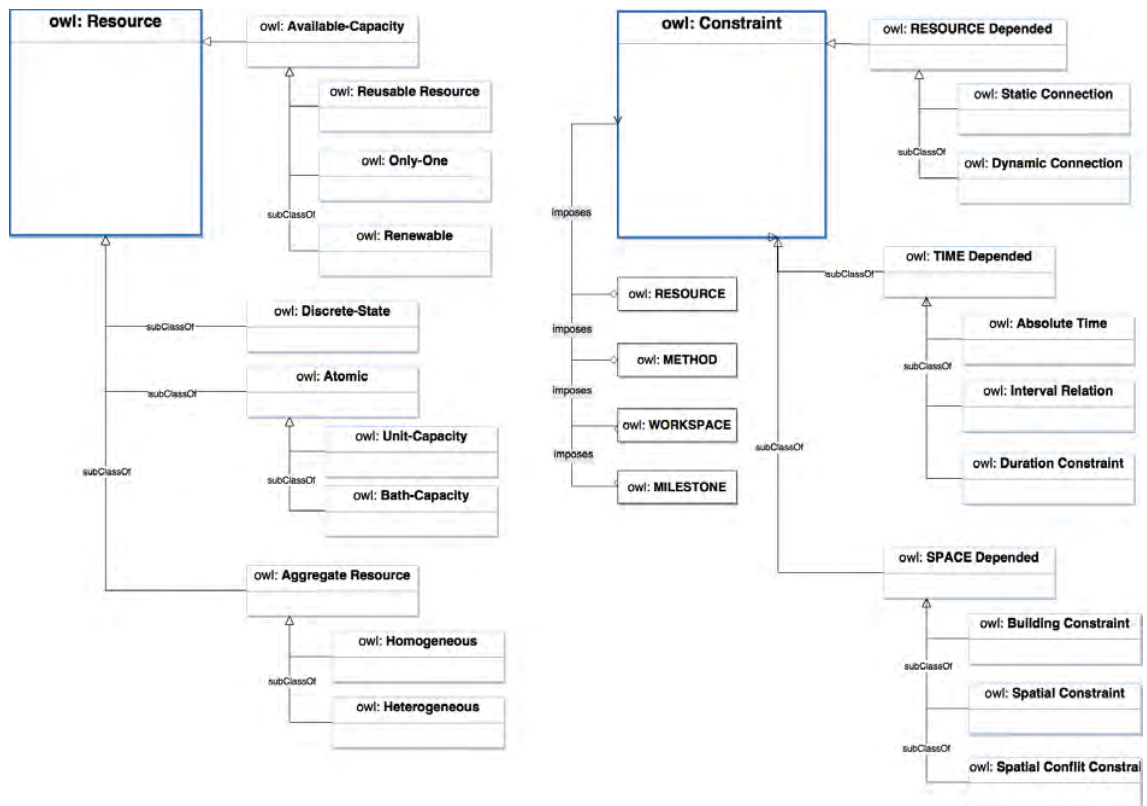 owl: Resource
owl: Available-Capacity
owl: Reusable Resource
owl: Only-One
subClassOf
owl: Renewable
owl: Discrete-State
subClassOf
owl: Atomic
subClassOf
owl: Unit-Capacity
subClassOf
subClassOf
owl: Bath-Capacity
owl: Aggregate Resource
owl: Homogeneous
subClassOf
owl: Heterogeneous
owl: Constraint
owl: RESOURCE Depended
owl: Static Connection
subClassOf
owl: Dynamic Connection
imposes
owl: RESOURCE
imposes
owl: METHOD
imposes
owl: WORKSPACE
imposes
owl: MILESTONE
owl: TIME Depended
subClassOf
owl: Absolute Time
subClassOf
owl: Interval Relation
subClassOf
owl: Duration Constraint
subClassOf
owl: SPACE Depended
owl: Building Constraint
subClassOf
owl: Spatial Constraint
subClassOf
owl: Spatial Conflit Constrai